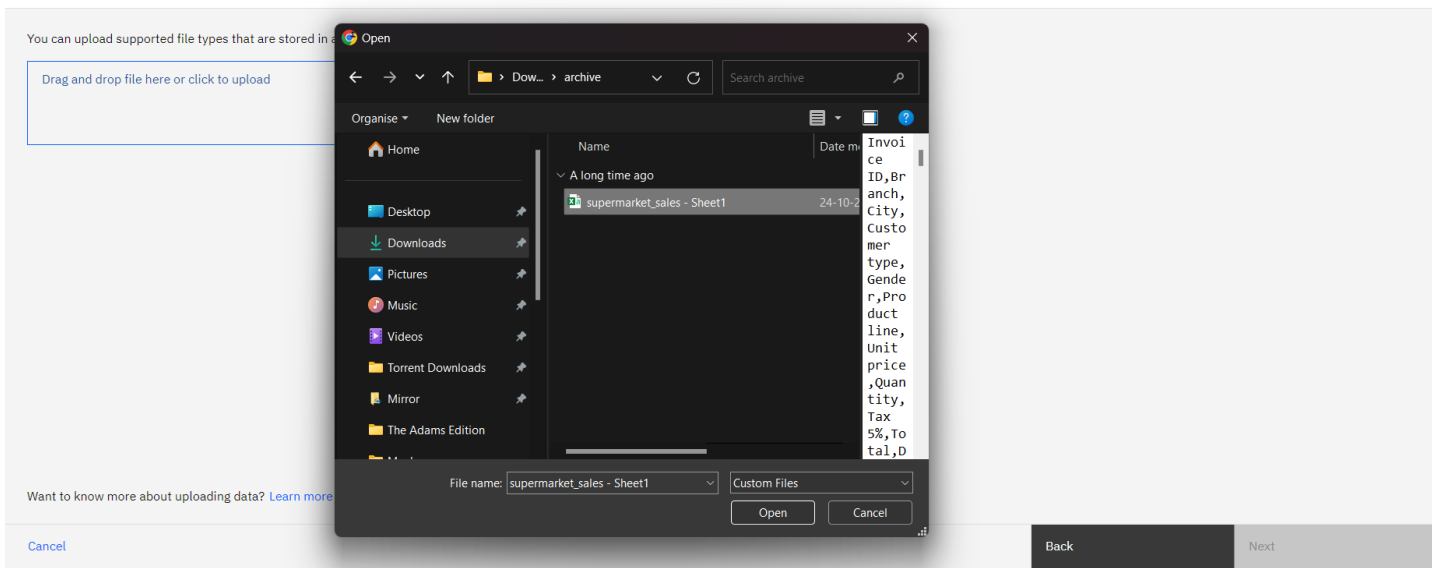 You can upload supported file types that are stored in a
Drag and drop file here or click to upload
Open
Dow... › archive
Search archive
Organise
New folder
Home
Desktop
Downloads
Pictures
Music
Videos
Torrent Downloads
Mirror
The Adams Edition
Name
Date m
A long time ago
supermarket_sales - Sheet1
24-10-2
Invoi
ce
ID,Br
anch,
City,
Custo
mer
type,
Gende
r,Pro
duct
line,
Unit
price
,Quan
tity,
Tax
5%,To
tal,D
File name:
supermarket_sales - Sheet1
Custom Files
Open
Cancel
Want to know more about uploading data? Learn more
Cancel
Back
Next